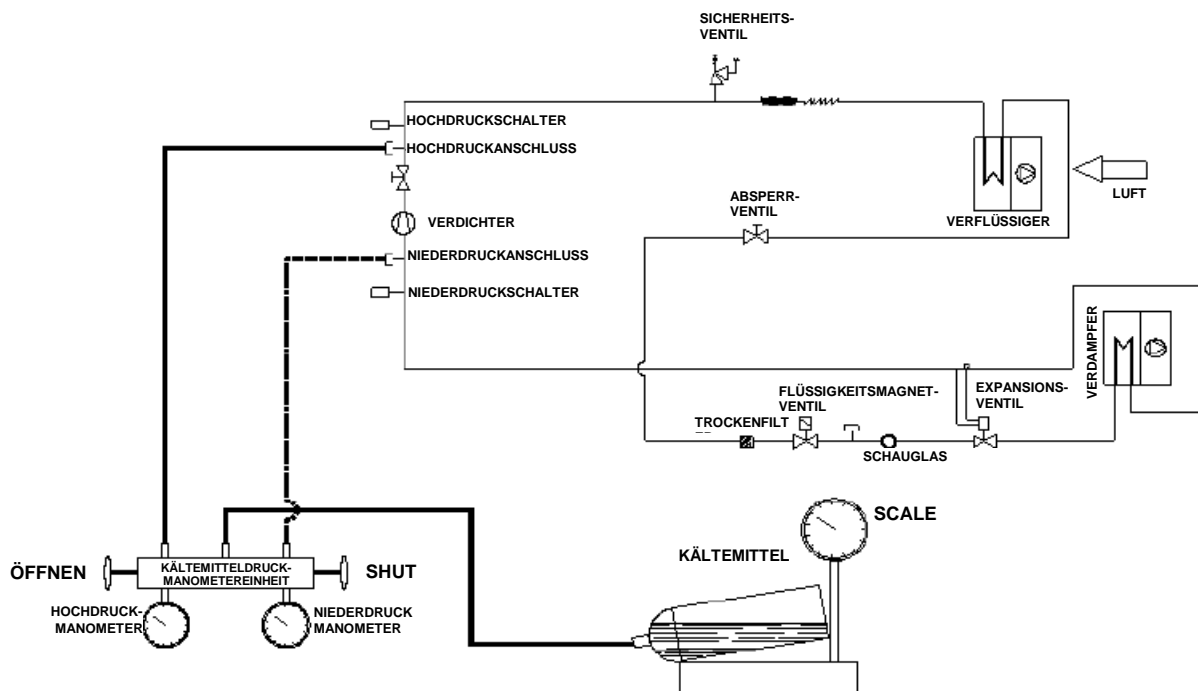 SICHERHEITS-
VENTIL
HOCHDRUCKSCHALTER
HOCHDRUCKANSCHLUSS
ABSPERR-
VENTIL
LUFT
VERFLÜSSIGER
VERDICHTER
NIEDERDRUCKANSCHLUSS
NIEDERDRUCKSCHALTER
VERDAMPFER
FLÜSSIGKEITSMAGNET-
VENTIL
EXPANSIONS-
VENTIL
TROCKENFILT
SCHAUGLAS
SCALE
KÄLTEMITTEL
ÖFFNEN
KÄLTEMITTELDRUCK-
MANOMETEREINHEIT
SHUT
HOCHDRUCK-
MANOMETER
NIEDERDRUCK
MANOMETER